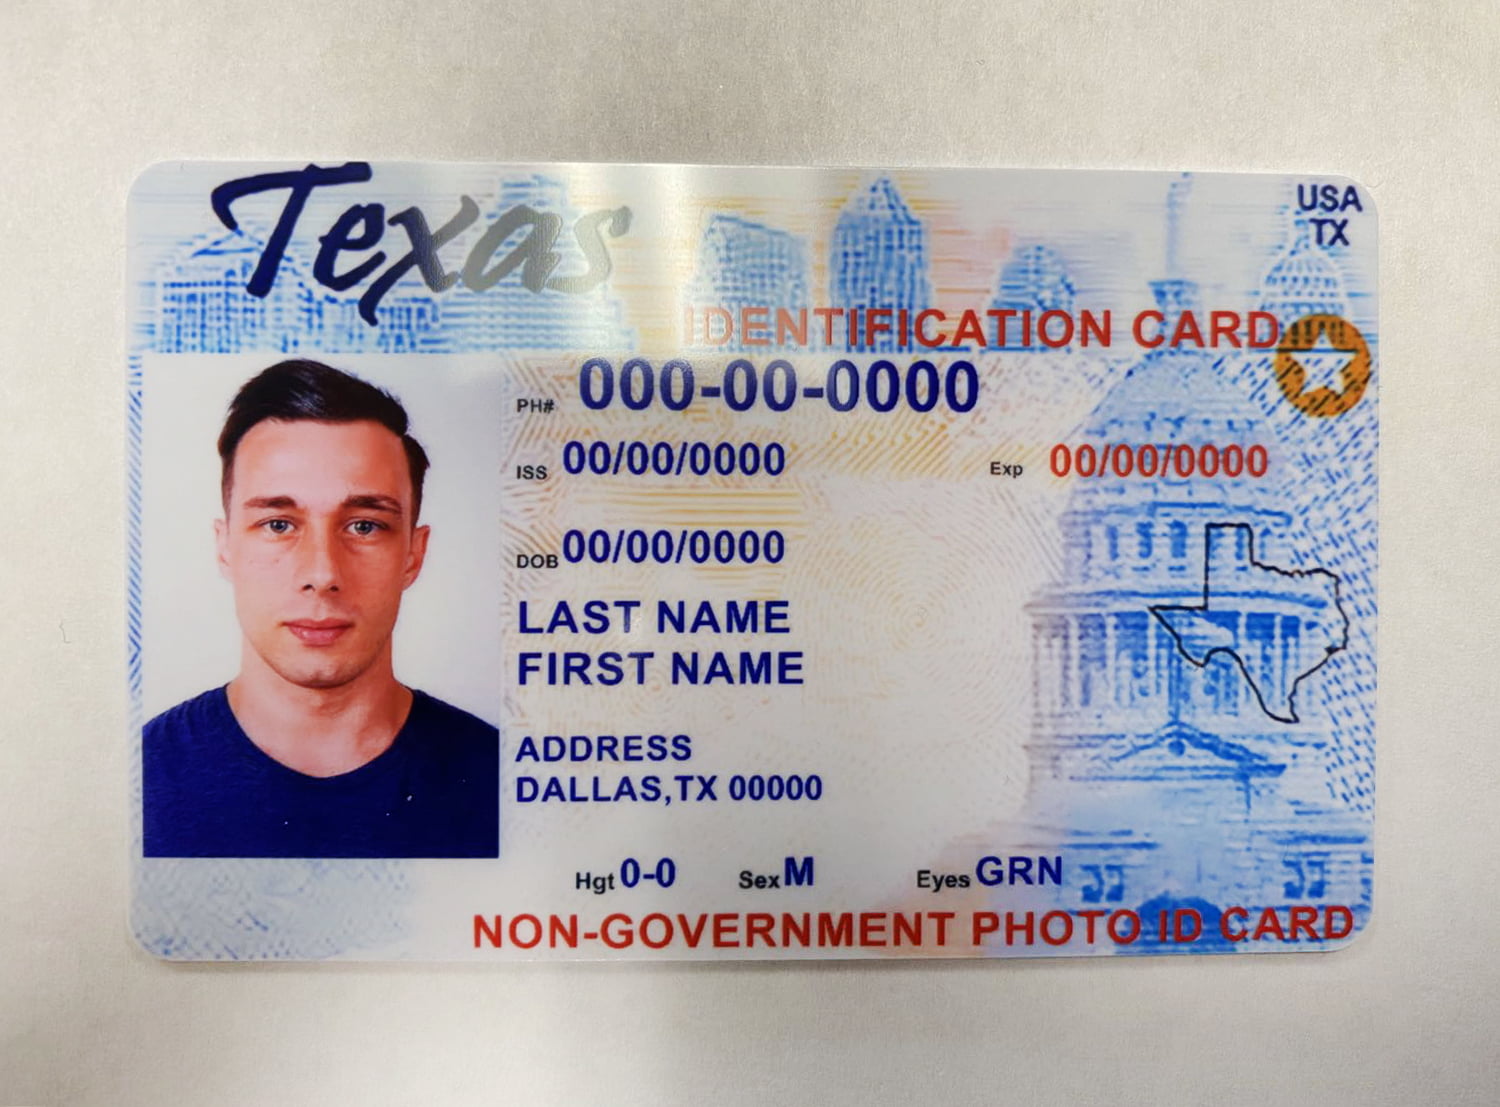 Texas
USA
TX
IDENTIFICATION CARD
PH# 000-00-0000
ISS 00/00/0000 Exp 00/00/0000
DOB 00/00/0000
LAST NAME
FIRST NAME
ADDRESS
DALLAS,TX 00000
Hgt 0-0 Sex M Eyes GRN
NON-GOVERNMENT PHOTO ID CARD